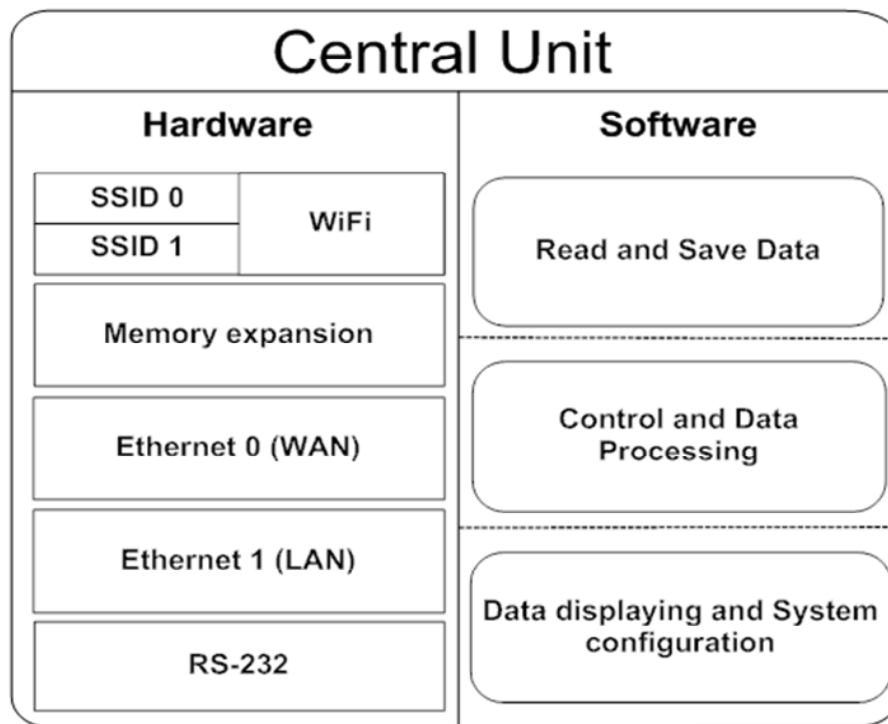 Central Unit
Hardware
SSID 0
SSID 1
WiFi
Memory expansion
Ethernet 0 (WAN)
Ethernet 1 (LAN)
RS-232
Software
Read and Save Data
Control and Data
Processing
Data displaying and System
configuration